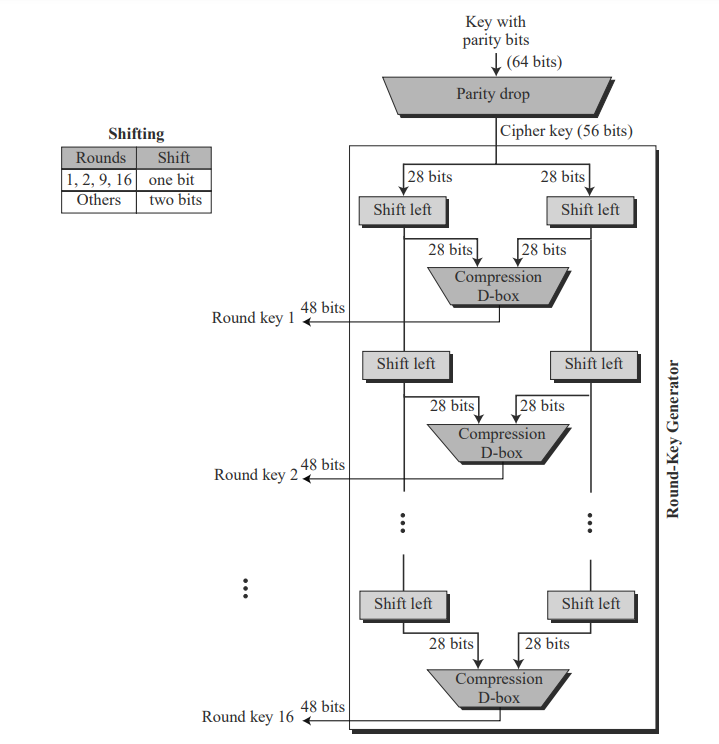 Key with
parity bits
(64 bits)
Parity drop
Cipher key (56 bits)
Shifting
Rounds Shift
1, 2, 9, 16 one bit
Others two bits
28 bits 28 bits
Shift left Shift left
28 bits 28 bits
Compression
D-box
48 bits
Round key 1
Shift left Shift left
28 bits 28 bits
Compression
D-box
48 bits
Round key 2
Round-Key Generator
Shift left Shift left
28 bits 28 bits
Compression
D-box
48 bits
Round key 16